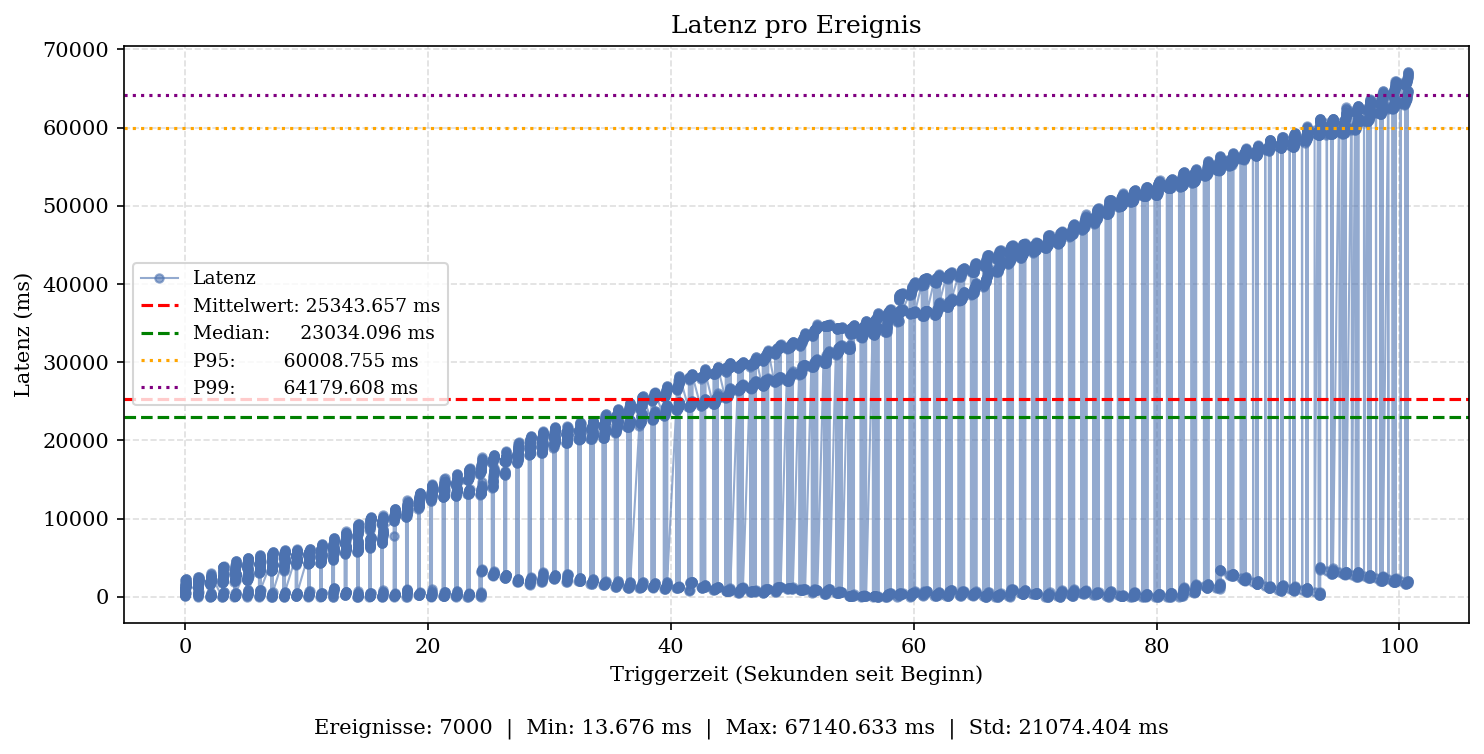 Latenz pro Ereignis
70000
60000
50000
40000
30000
20000
10000
0
Latenz (ms)
Latenz
Mittelwert: 25343.657 ms
Median: 23034.096 ms
P95: 60008.755 ms
P99: 64179.608 ms
0 20 40 60 80 100
Triggerzeit (Sekunden seit Beginn)
Ereignisse: 7000 | Min: 13.676 ms | Max: 67140.633 ms | Std: 21074.404 ms